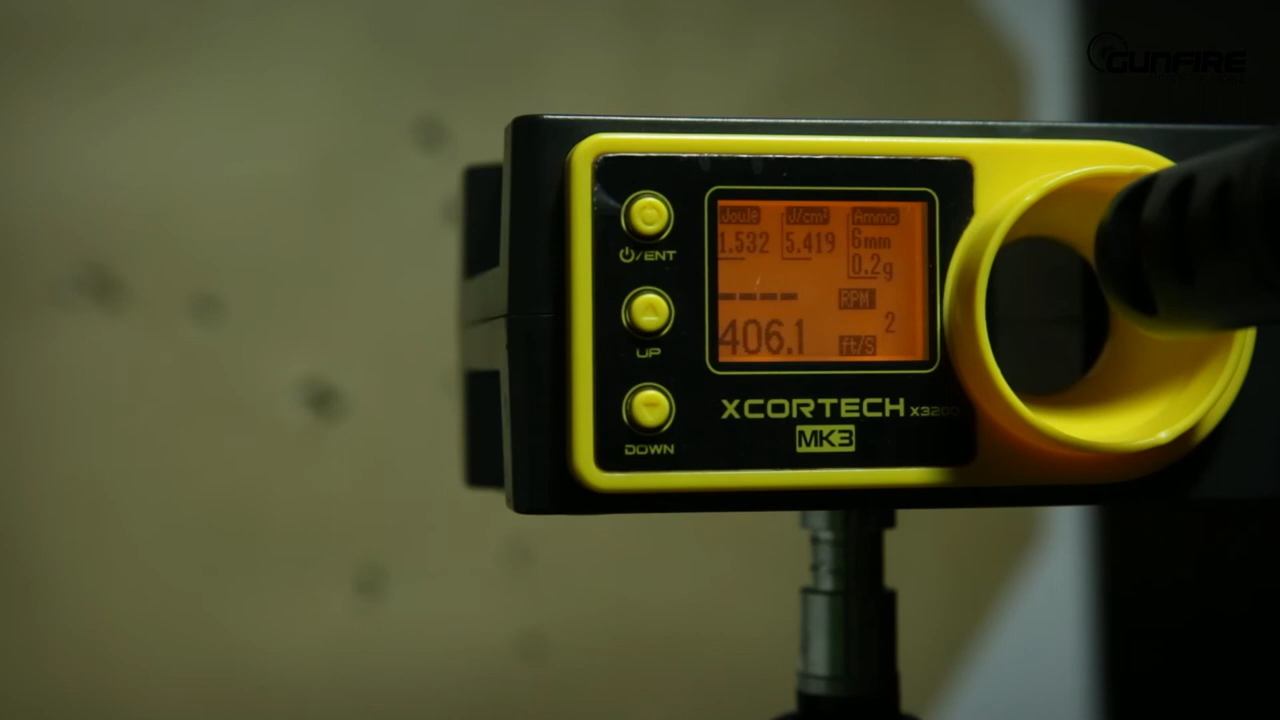 GUNFIRE
⏻/ENT
UP
DOWN
Joule J/cm² Ammo
1.532 5.419 6mm
0.2g
---- RPM
2
406.1 ft/S
XCORTECH X3200
MK3